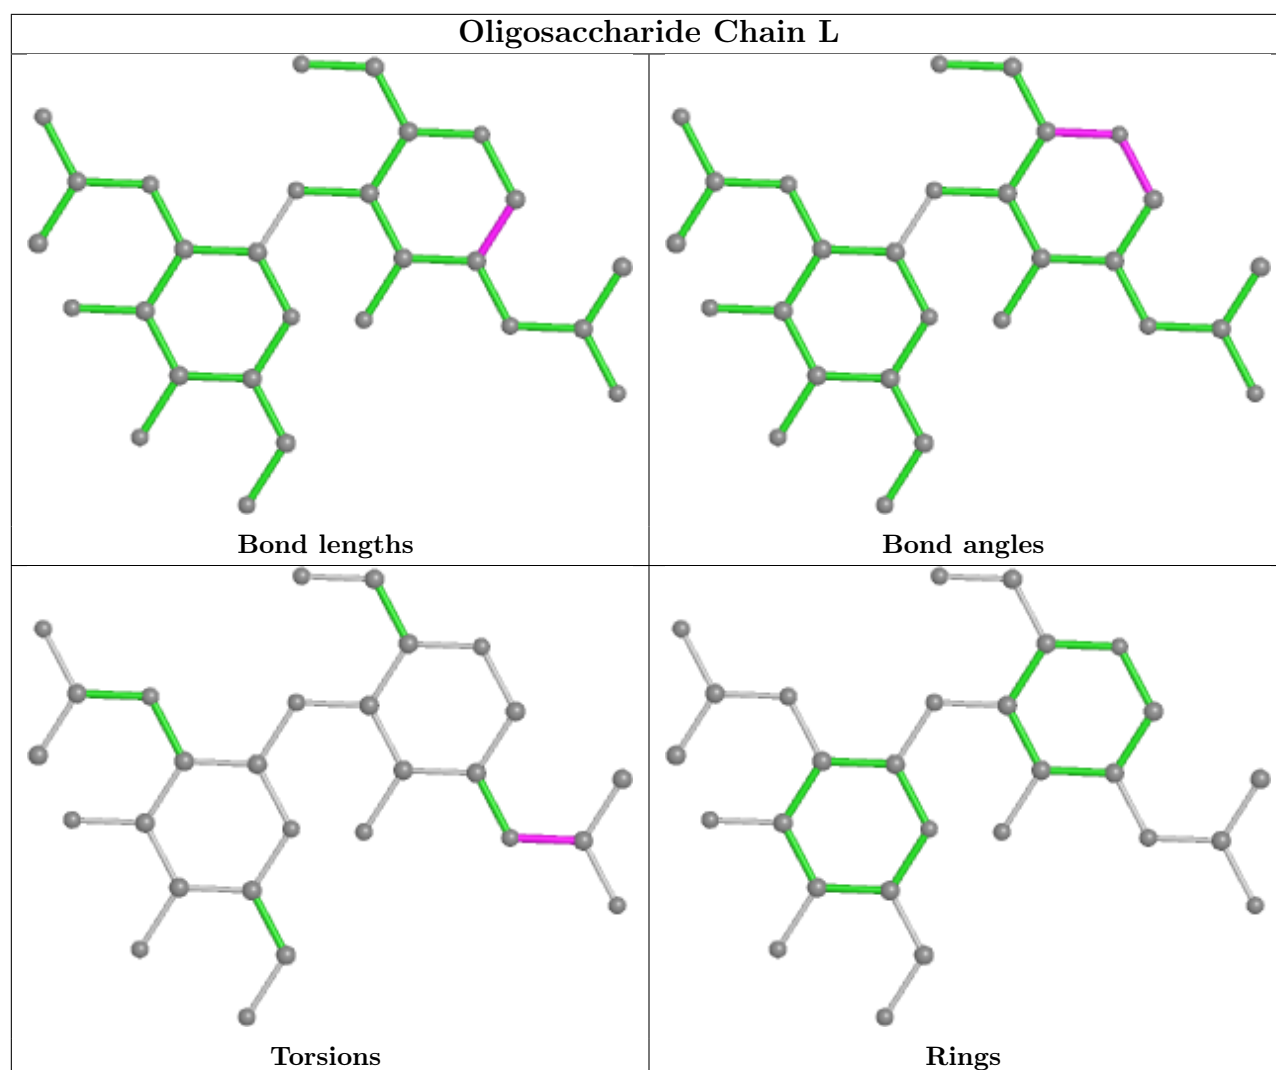 Oligosaccharide Chain L
Bond lengths
Bond angles
Torsions
Rings